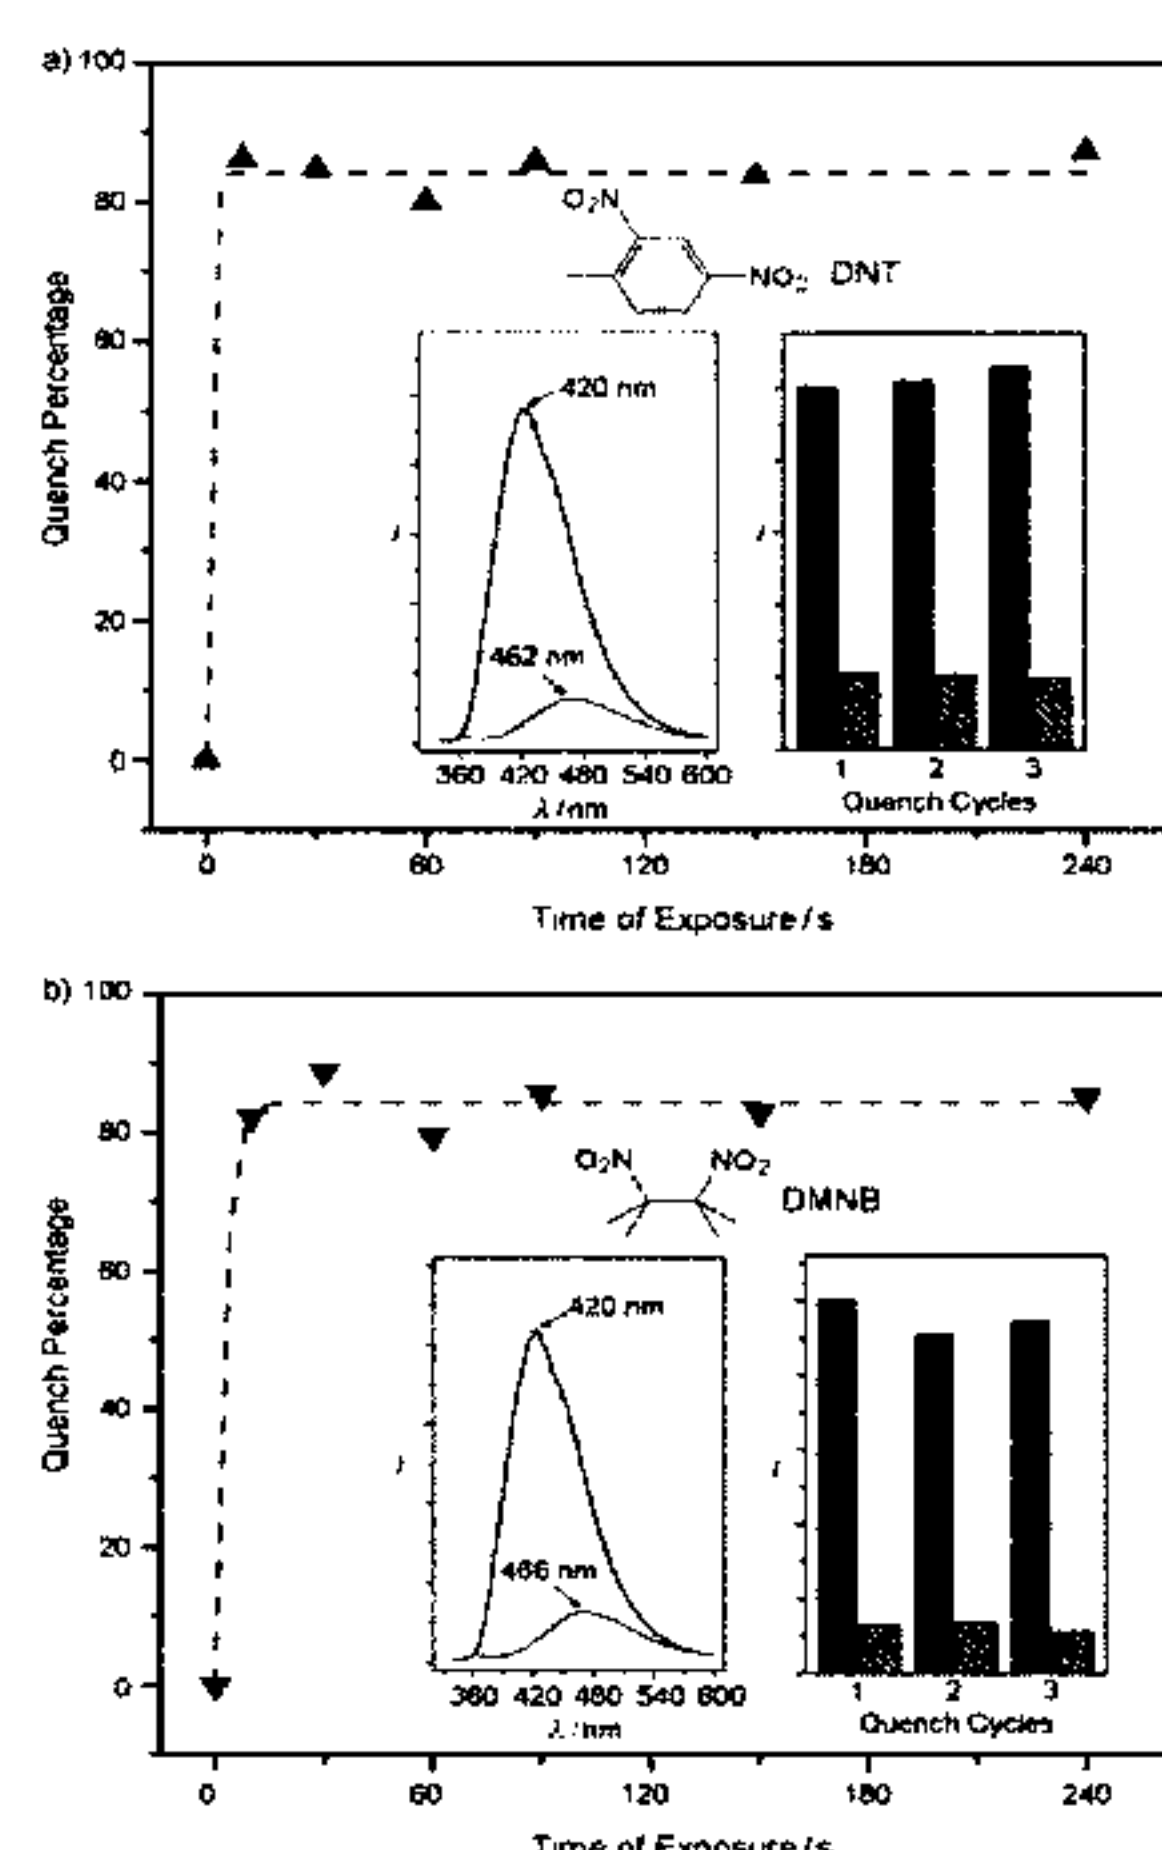 a) 100
80
60
40
20
0
Quench Percentage
O₂N
NO₂ DNT
420 nm
462 nm
I
360 420 480 540 600
λ / nm
I
1 2 3
Quench Cycles
0 60 120 180 240
Time of Exposure / s
b) 100
80
60
40
20
0
Quench Percentage
O₂N NO₂
DMNB
420 nm
466 nm
I
360 420 480 540 600
λ / nm
I
1 2 3
Quench Cycles
0 60 120 180 240
Time of Exposure / s